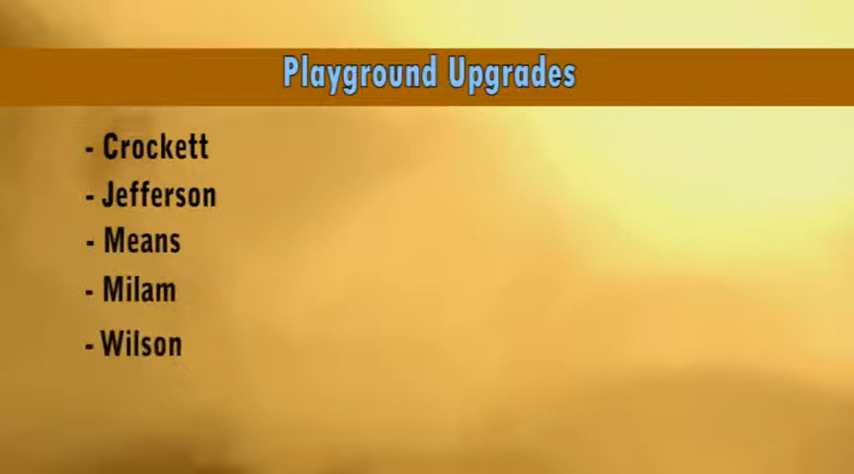 Playground Upgrades
- Crockett
- Jefferson
- Means
- Milam
- Wilson